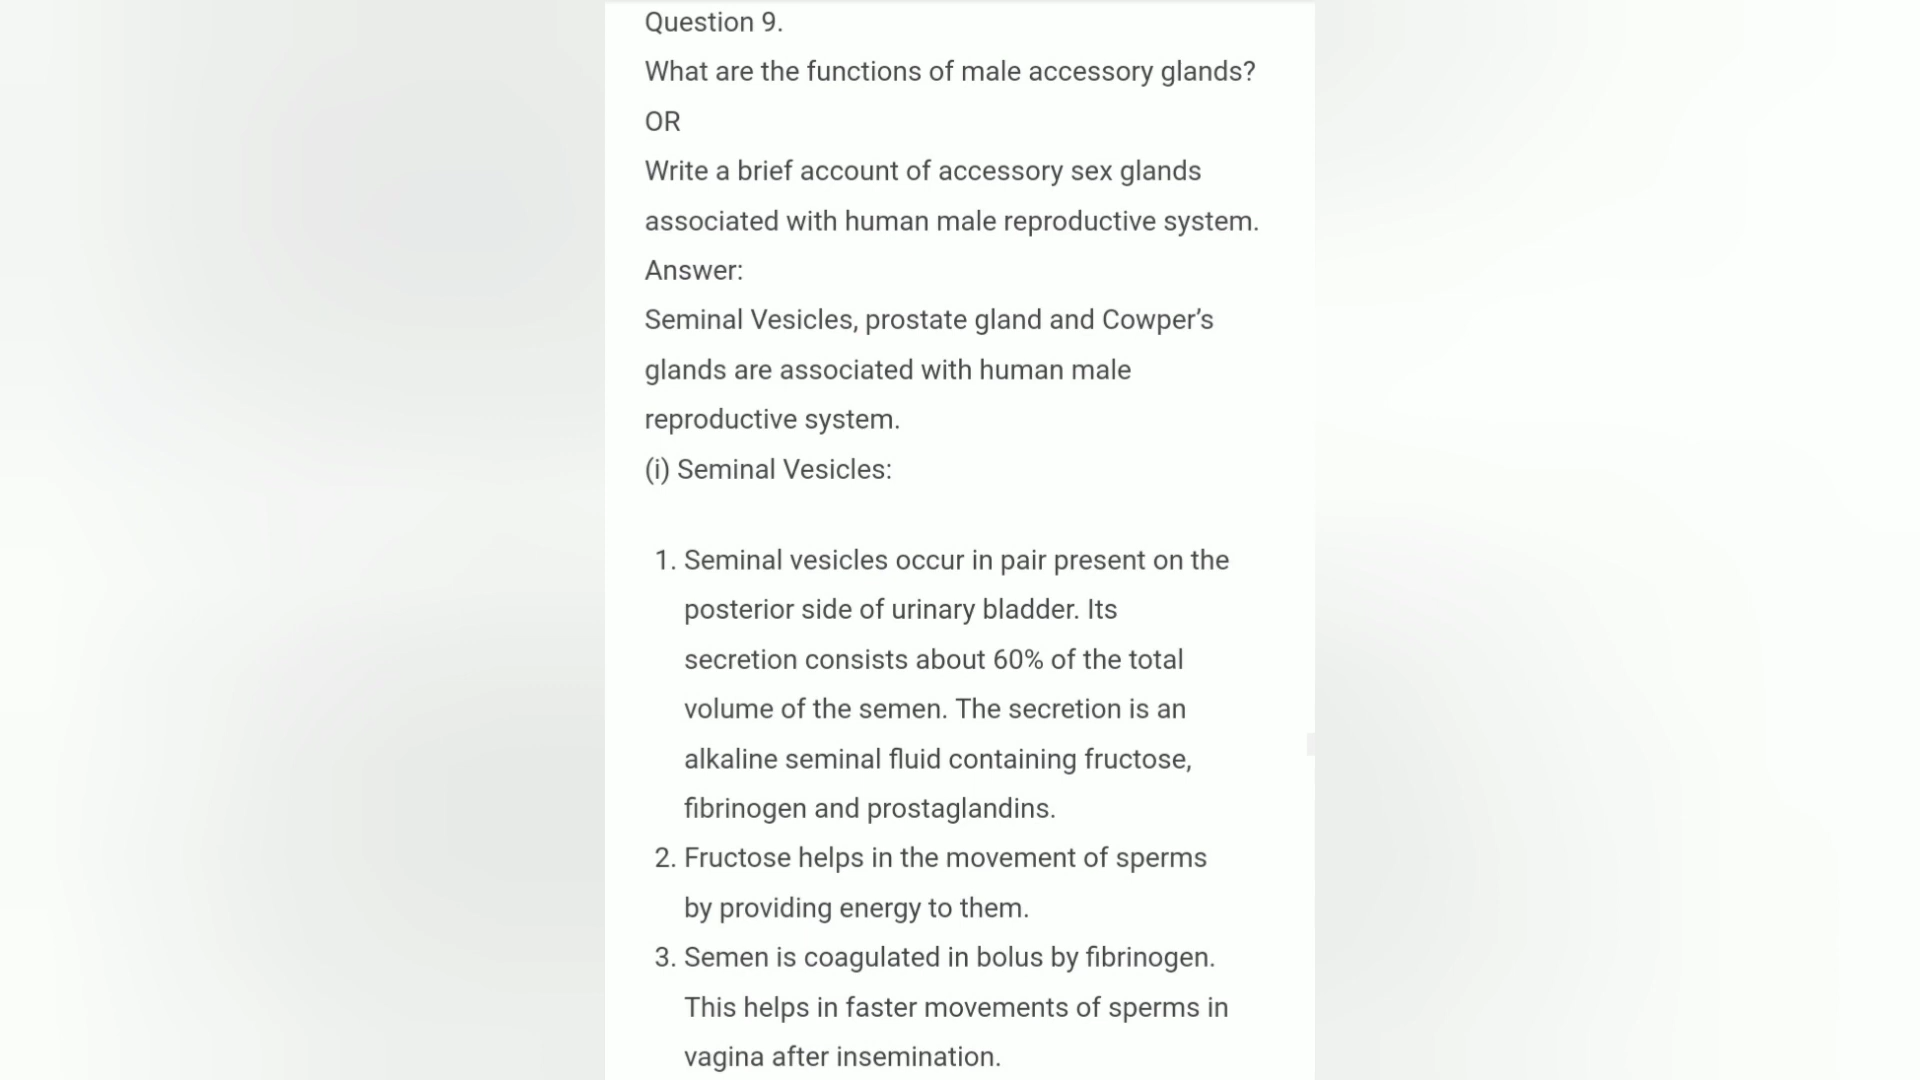 Question 9.
What are the functions of male accessory glands?
OR
Write a brief account of accessory sex glands
associated with human male reproductive system.
Answer:
Seminal Vesicles, prostate gland and Cowper’s
glands are associated with human male
reproductive system.
(i) Seminal Vesicles:
1. Seminal vesicles occur in pair present on the
posterior side of urinary bladder. Its
secretion consists about 60% of the total
volume of the semen. The secretion is an
alkaline seminal fluid containing fructose,
fibrinogen and prostaglandins.
2. Fructose helps in the movement of sperms
by providing energy to them.
3. Semen is coagulated in bolus by fibrinogen.
This helps in faster movements of sperms in
vagina after insemination.